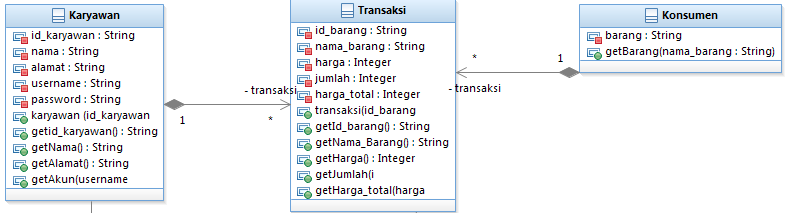 Karyawan
id_karyawan : String
nama : String
alamat : String
username : String
password : String
karyawan (id_karyawan
getid_karyawan() : String
getNama() : String
getAlamat() : String
getAkun(username
1
- transaksi
*
Transaksi
id_barang : String
nama_barang : String
harga : Integer
jumlah : Integer
harga_total : Integer
transaksi(id_barang
getId_barang() : String
getNama_Barang() : String
getHarga() : Integer
getJumlah(i
getHarga_total(harga
*
1
- transaksi
Konsumen
barang : String
getBarang(nama_barang : String)